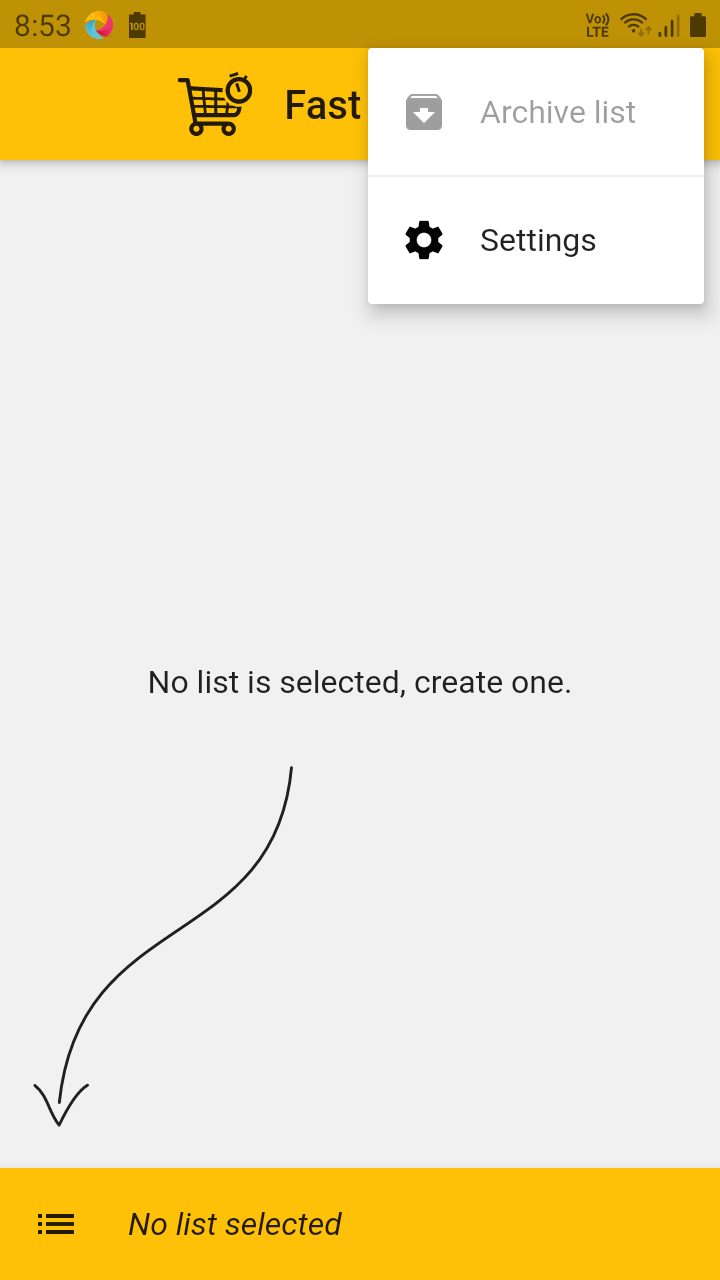 8:53
100
Vo))
LTE
Fast
Archive list
Settings
No list is selected, create one.
No list selected